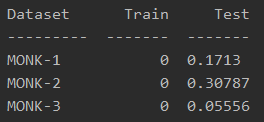 Dataset Train Test
--------- ------- -------
MONK-1 0 0.1713
MONK-2 0 0.30787
MONK-3 0 0.05556